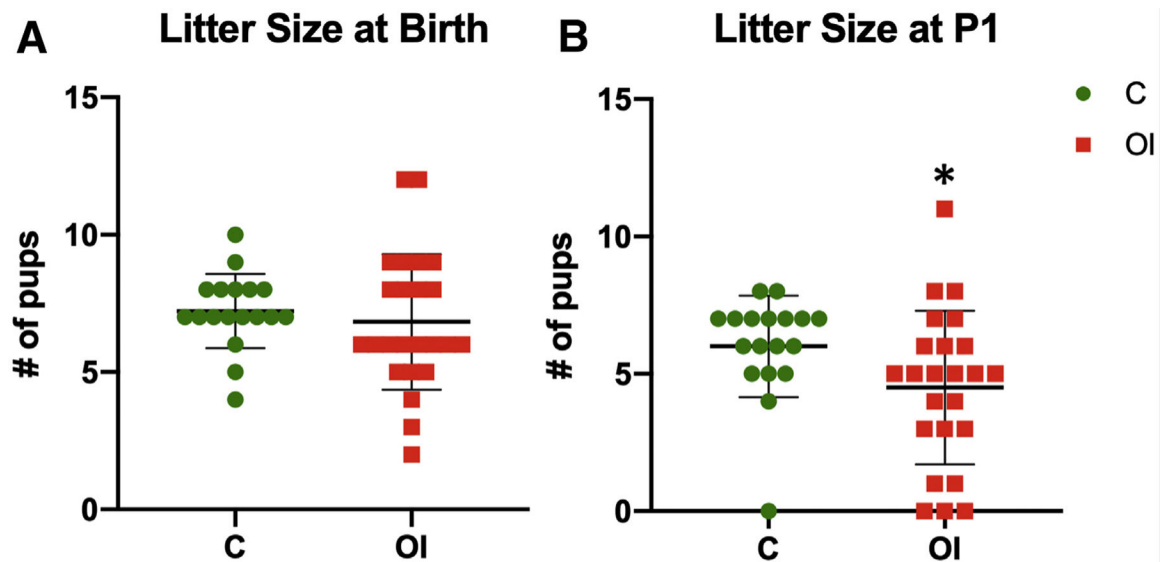 A Litter Size at Birth
# of pups
15
10
5
0
C OI
B Litter Size at P1
# of pups
15
10
5
0
*
C OI
C
OI